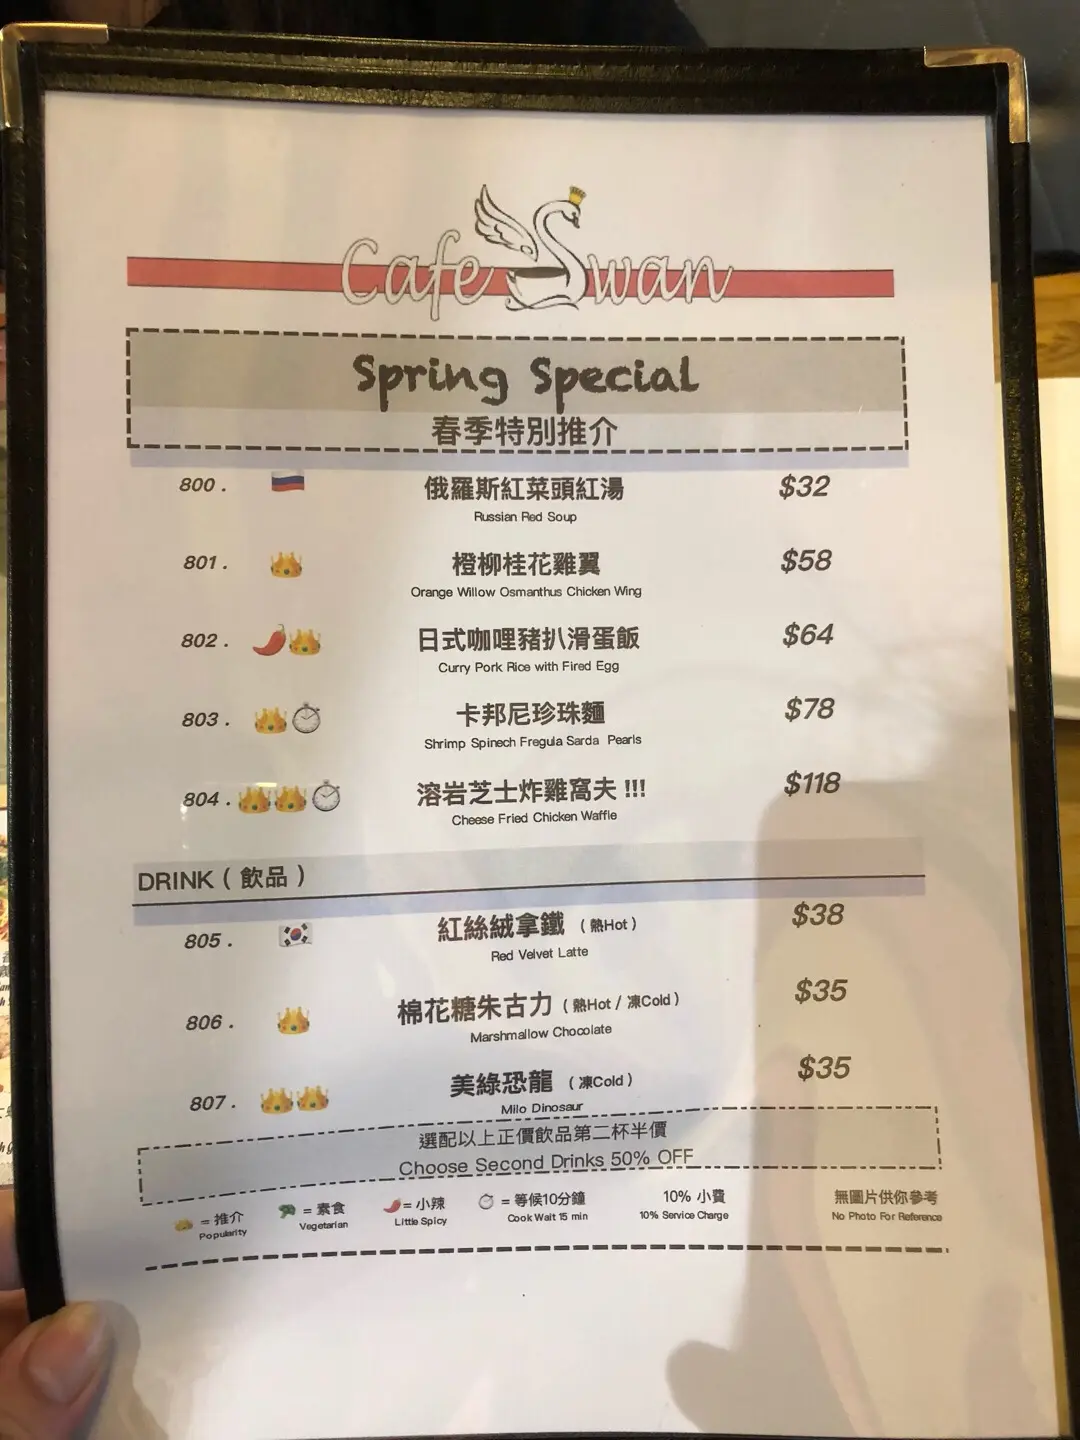 Cafe Swan
Spring Special
春季特別推介
800 . 俄羅斯紅菜頭紅湯 $32
Russian Red Soup
801 . 橙柳桂花雞翼 $58
Orange Willow Osmanthus Chicken Wing
802 . 日式咖哩豬扒滑蛋飯 $64
Curry Pork Rice with Fired Egg
803 . 卡邦尼珍珠麵 $78
Shrimp Spinech Fregula Sarda Pearls
804 . 溶岩芝士炸雞窩夫 !!! $118
Cheese Fried Chicken Waffle
DRINK ( 飲品 )
805 . 紅絲絨拿鐵 ( 熱Hot ) $38
Red Velvet Latte
806 . 棉花糖朱古力 ( 熱Hot / 凍Cold ) $35
Marshmallow Chocolate
807 . 美綠恐龍 ( 凍Cold ) $35
Milo Dinosaur
選配以上正價飲品第二杯半價
Choose Second Drinks 50% OFF
= 推介 = 素食 = 小辣 = 等候10分鐘 10% 小費 無圖片供你參考
Popularity Vegetarian Little Spicy Cook Wait 15 min 10% Service Charge No Photo For Reference